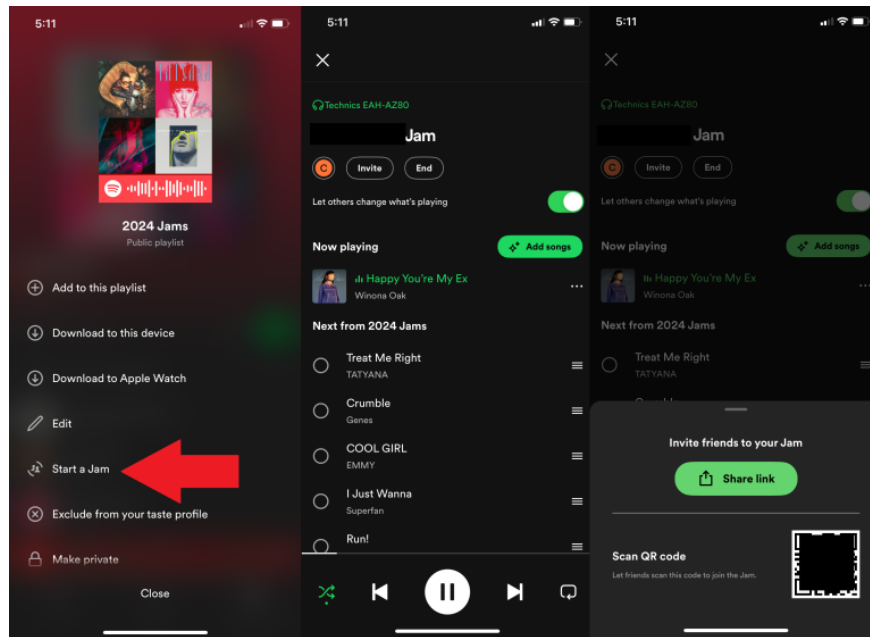 5:11
2024 Jams
Public playlist
Add to this playlist
Download to this device
Download to Apple Watch
Edit
Start a Jam
Exclude from your taste profile
Make private
Close
5:11
Technics EAH-AZ80
Jam
C
Invite
End
Let others change what's playing
Now playing
Add songs
Happy You're My Ex
Winona Oak
Next from 2024 Jams
Treat Me Right
TATYANA
Crumble
Genes
COOL GIRL
EMMY
I Just Wanna
Superfan
Run!
5:11
Technics EAH-AZ80
Jam
C
Invite
End
Let others change what's playing
Now playing
Add songs
Happy You're My Ex
Winona Oak
Next from 2024 Jams
Treat Me Right
TATYANA
Invite friends to your Jam
Share link
Scan QR code
Let friends scan this code to join the Jam.